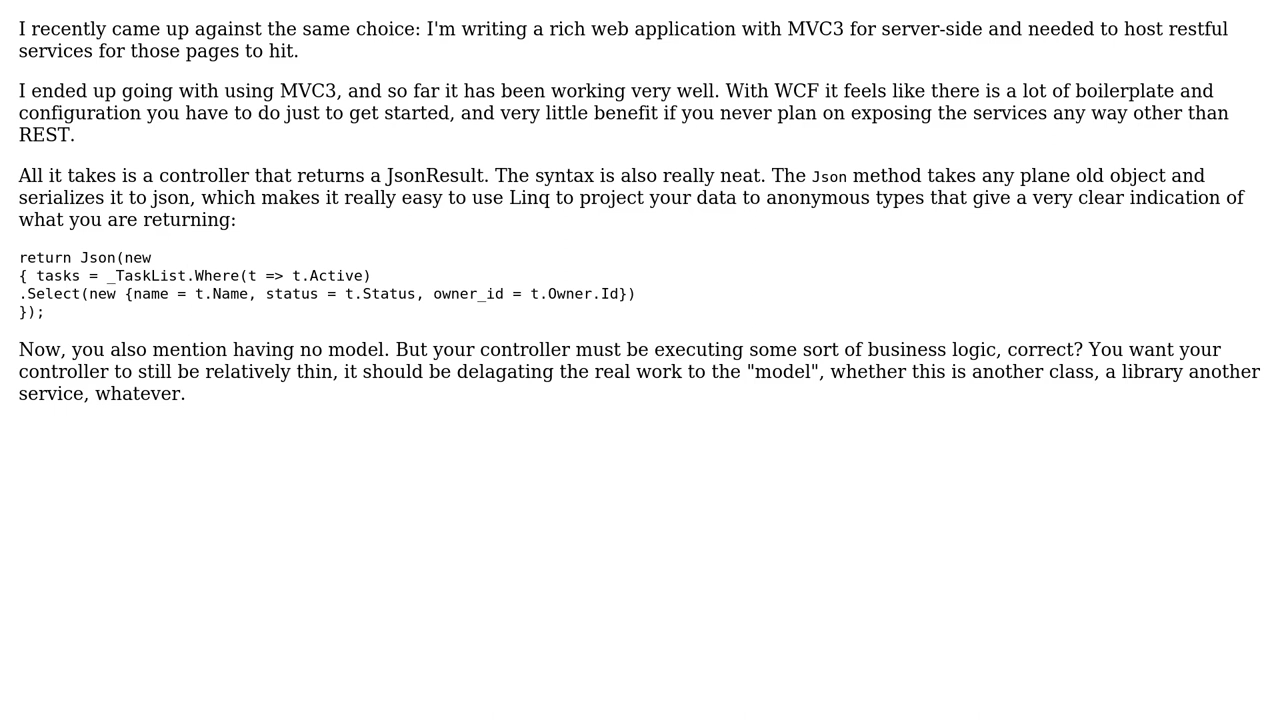 I recently came up against the same choice: I'm writing a rich web application with MVC3 for server-side and needed to host restful
services for those pages to hit.
I ended up going with using MVC3, and so far it has been working very well. With WCF it feels like there is a lot of boilerplate and
configuration you have to do just to get started, and very little benefit if you never plan on exposing the services any way other than
REST.
All it takes is a controller that returns a JsonResult. The syntax is also really neat. The Json method takes any plane old object and
serializes it to json, which makes it really easy to use Linq to project your data to anonymous types that give a very clear indication of
what you are returning:
return Json(new
{ tasks = _TaskList.Where(t => t.Active)
.Select(new {name = t.Name, status = t.Status, owner_id = t.Owner.Id})
});
Now, you also mention having no model. But your controller must be executing some sort of business logic, correct? You want your
controller to still be relatively thin, it should be delagating the real work to the "model", whether this is another class, a library another
service, whatever.